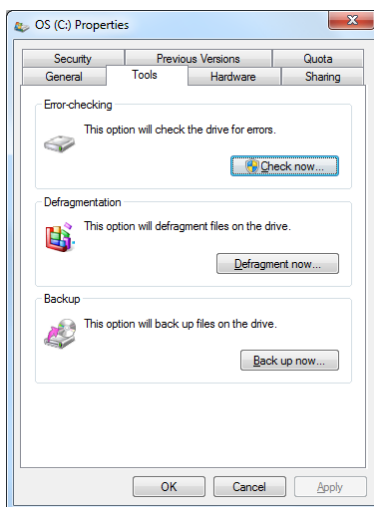 OS (C:) Properties
Security Previous Versions Quota
General Tools Hardware Sharing
Error-checking
This option will check the drive for errors.
Check now...
Defragmentation
This option will defragment files on the drive.
Defragment now...
Backup
This option will back up files on the drive.
Back up now...
OK Cancel Apply